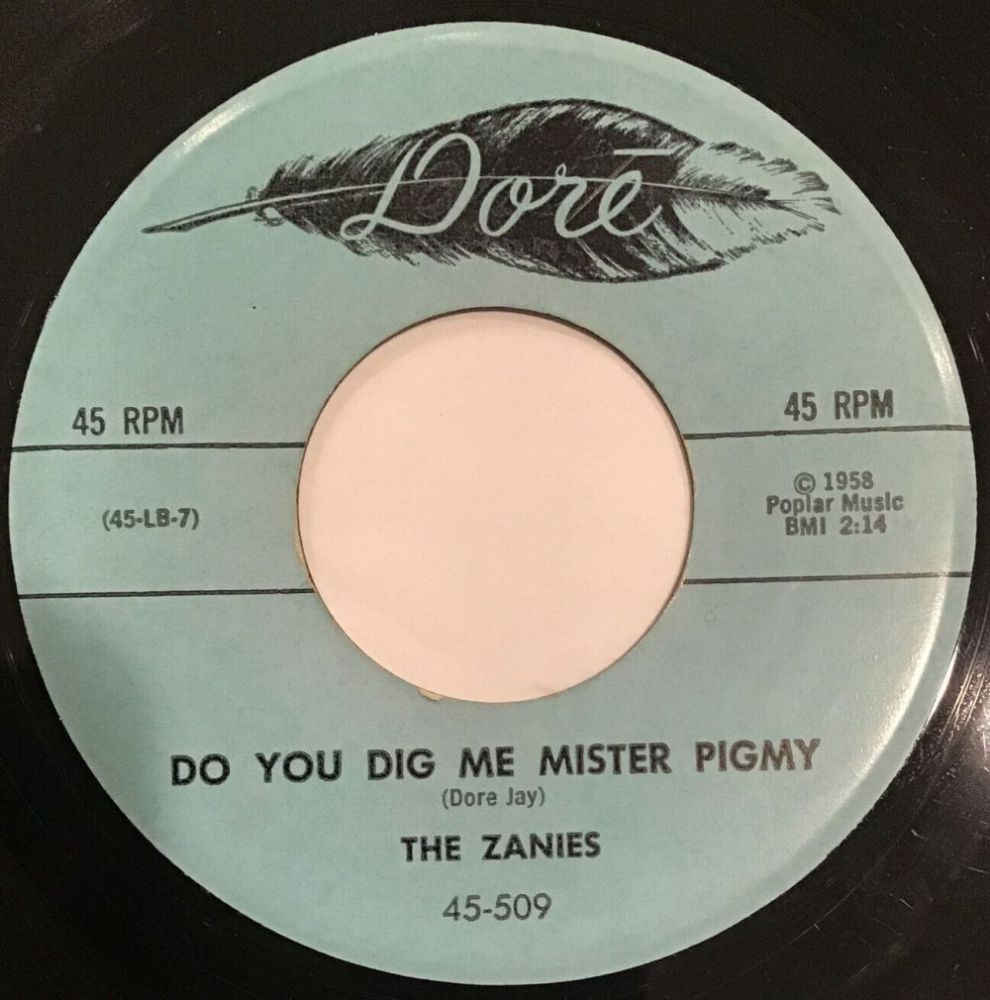 Dorē
45 RPM
45 RPM
(45-LB-7)
© 1958
Poplar Music
BMI 2:14
DO YOU DIG ME MISTER PIGMY
(Dore Jay)
THE ZANIES
45-509